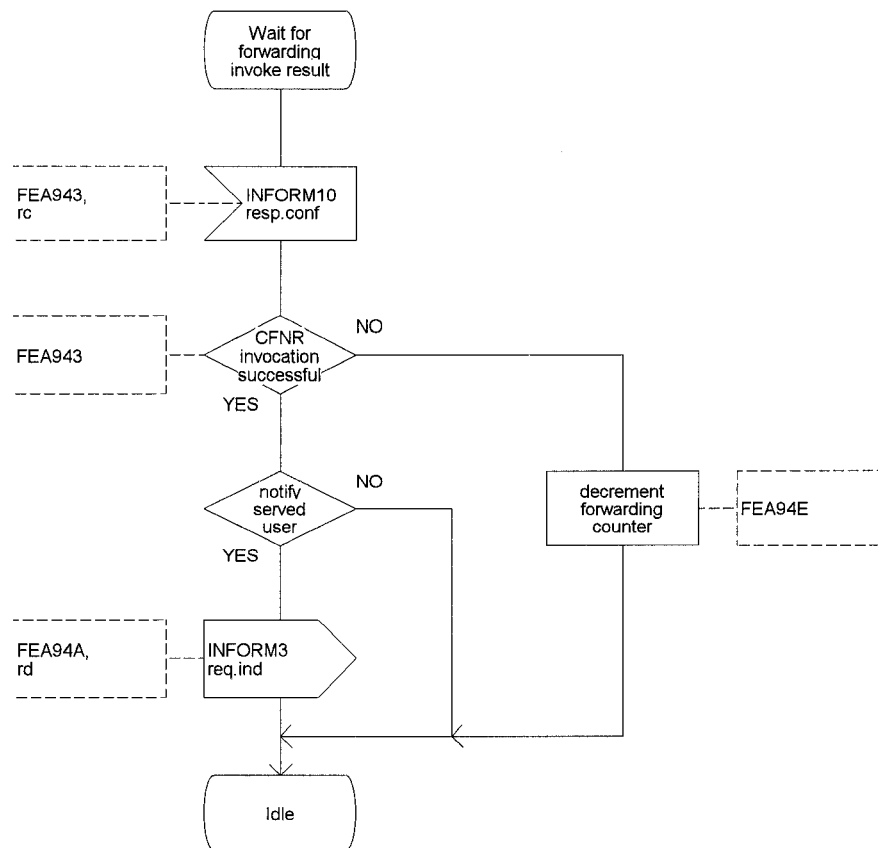 Wait for
forwarding
invoke result
FEA943,
rc
INFORM10
resp.conf
FEA943
CFNR
invocation
successful
NO
YES
notify
served
user
NO
YES
decrement
forwarding
counter
FEA94E
FEA94A,
rd
INFORM3
req.ind
Idle